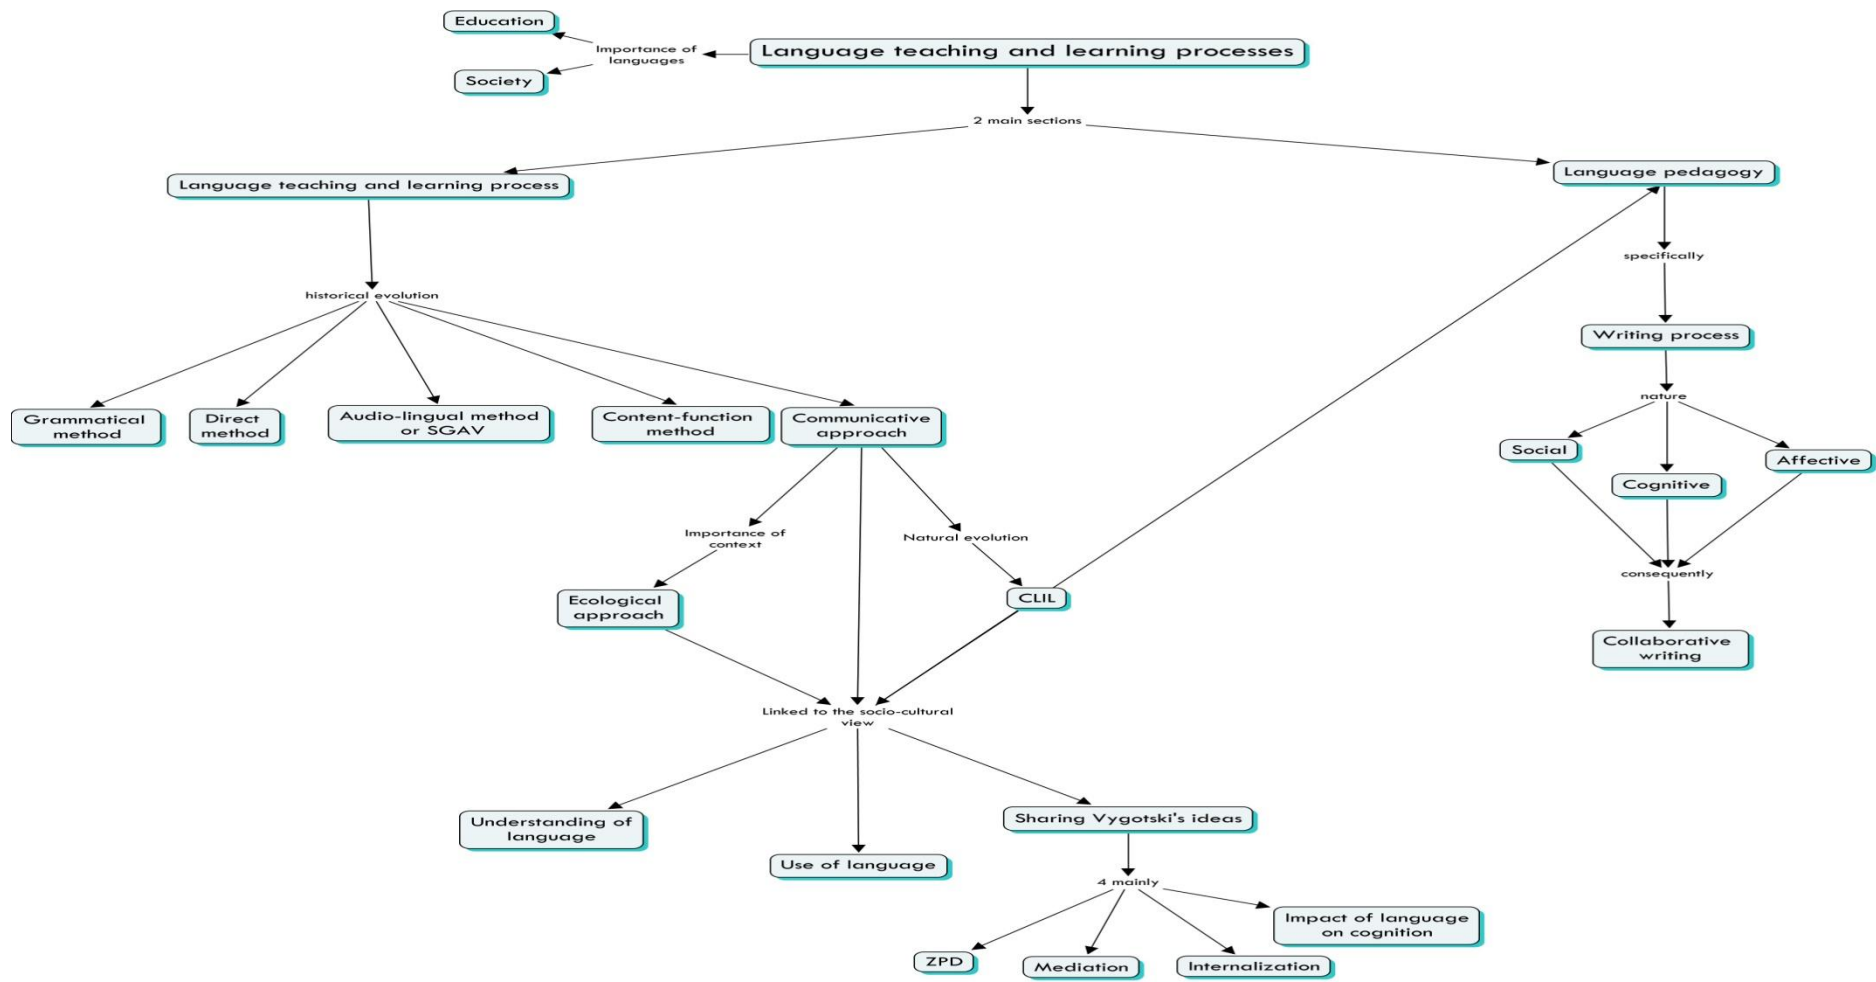 Education
Importance of
languages
Society
Language teaching and learning processes
2 main sections
Language teaching and learning process
Language pedagogy
historical evolution
specifically
Writing process
nature
Grammatical
method
Direct
method
Audio-lingual method
or SGAV
Content-function
method
Communicative
approach
Social
Cognitive
Affective
Importance of
context
Natural evolution
consequently
Ecological
approach
CLIL
Collaborative
writing
Linked to the socio-cultural
view
Understanding of
language
Use of language
Sharing Vygotski's ideas
4 mainly
ZPD
Mediation
Internalization
Impact of language
on cognition